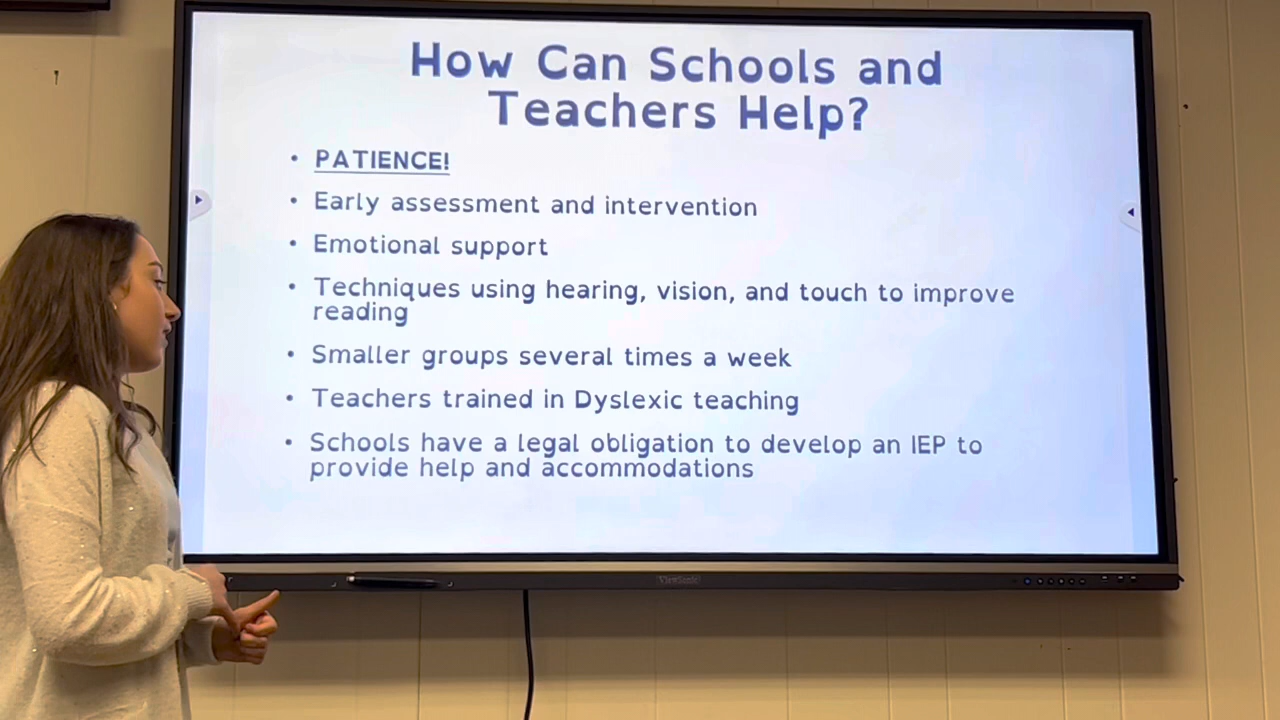 How Can Schools and
Teachers Help?
• PATIENCE!
• Early assessment and intervention
• Emotional support
• Techniques using hearing, vision, and touch to improve
reading
• Smaller groups several times a week
• Teachers trained in Dyslexic teaching
• Schools have a legal obligation to develop an IEP to
provide help and accommodations
ViewSonic